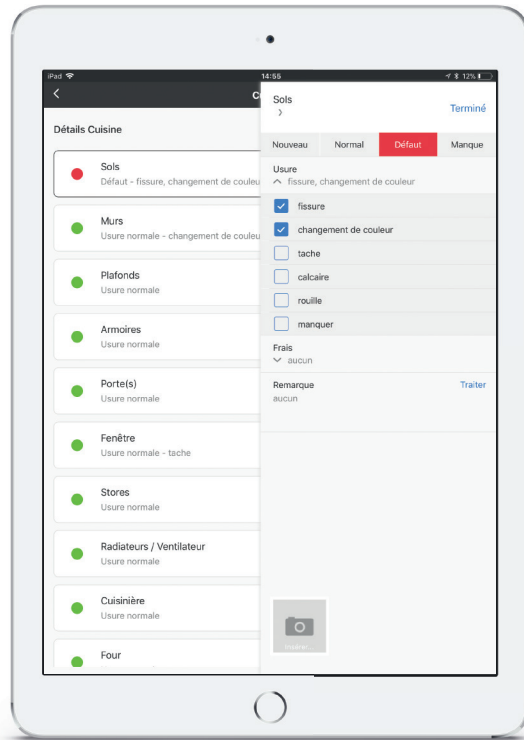 iPad
14:55
12%
Détails Cuisine
Sols
Défaut - fissure, changement de couleu
Murs
Usure normale - changement de couleu
Plafonds
Usure normale
Armoires
Usure normale
Porte(s)
Usure normale
Fenêtre
Usure normale - tache
Stores
Usure normale
Radiateurs / Ventilateur
Usure normale
Cuisinière
Usure normale
Four
Sols
Terminé
Nouveau Normal Défaut Manque
Usure
fissure, changement de couleur
fissure
changement de couleur
tache
calcaire
rouille
manquer
Frais
aucun
Remarque Traiter
aucun